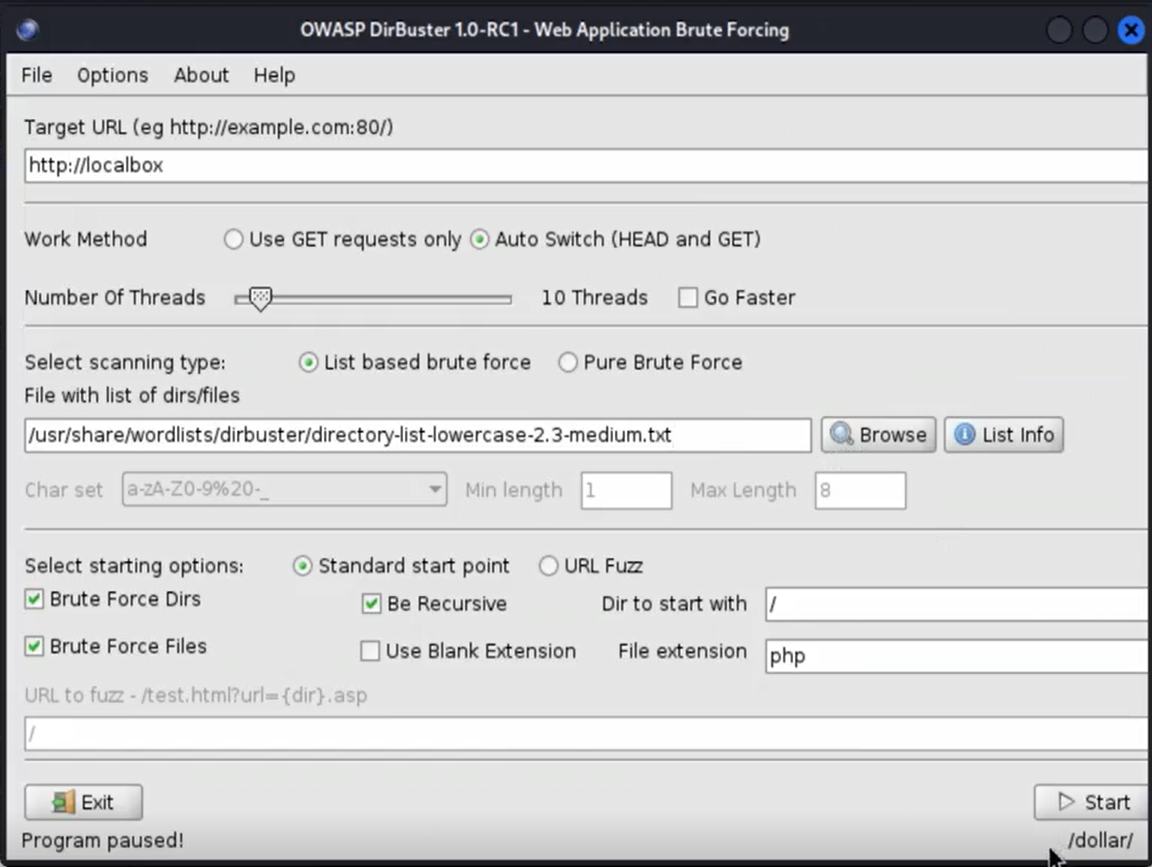 OWASP DirBuster 1.0-RC1 - Web Application Brute Forcing
File Options About Help
Target URL (eg http://example.com:80/)
http://localbox
Work Method Use GET requests only Auto Switch (HEAD and GET)
Number Of Threads 10 Threads Go Faster
Select scanning type: List based brute force Pure Brute Force
File with list of dirs/files
/usr/share/wordlists/dirbuster/directory-list-lowercase-2.3-medium.txt Browse List Info
Char set a-zA-Z0-9%20-_ Min length 1 Max Length 8
Select starting options: Standard start point URL Fuzz
Brute Force Dirs Be Recursive Dir to start with /
Brute Force Files Use Blank Extension File extension php
URL to fuzz - /test.html?url={dir}.asp
/
Exit Start
Program paused! /dollar/